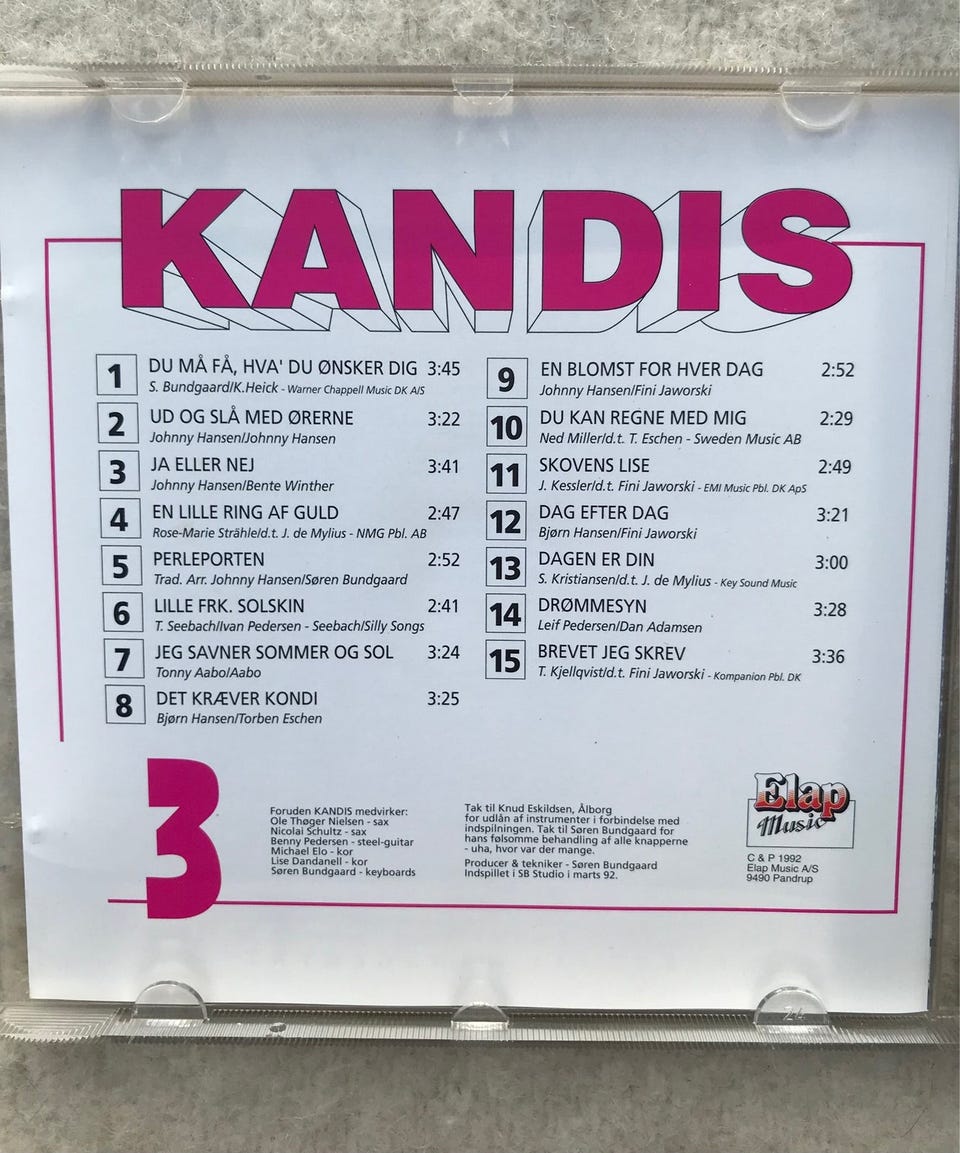 KANDIS
1 DU MÅ FÅ, HVA' DU ØNSKER DIG 3:45
S. Bundgaard/K.Heick - Warner Chappell Music DK A/S
2 UD OG SLÅ MED ØRERNE 3:22
Johnny Hansen/Johnny Hansen
3 JA ELLER NEJ 3:41
Johnny Hansen/Bente Winther
4 EN LILLE RING AF GULD 2:47
Rose-Marie Strähle/d.t. J. de Mylius - NMG Pbl. AB
5 PERLEPORTEN 2:52
Trad. Arr. Johnny Hansen/Søren Bundgaard
6 LILLE FRK. SOLSKIN 2:41
T. Seebach/Ivan Pedersen - Seebach/Silly Songs
7 JEG SAVNER SOMMER OG SOL 3:24
Tonny Aabo/Aabo
8 DET KRÆVER KONDI 3:25
Bjørn Hansen/Torben Eschen
9 EN BLOMST FOR HVER DAG 2:52
Johnny Hansen/Fini Jaworski
10 DU KAN REGNE MED MIG 2:29
Ned Miller/d.t. T. Eschen - Sweden Music AB
11 SKOVENS LISE 2:49
J. Kessler/d.t. Fini Jaworski - EMI Music Pbl. DK ApS
12 DAG EFTER DAG 3:21
Bjørn Hansen/Fini Jaworski
13 DAGEN ER DIN 3:00
S. Kristiansen/d.t. J. de Mylius - Key Sound Music
14 DRØMMESYN 3:28
Leif Pedersen/Dan Adamsen
15 BREVET JEG SKREV 3:36
T. Kjellqvist/d.t. Fini Jaworski - Kompanion Pbl. DK
3
Foruden KANDIS medvirker:
Ole Thøger Nielsen - sax
Nicolai Schultz - sax
Benny Pedersen - steel-guitar
Michael Elo - kor
Lise Dandanell - kor
Søren Bundgaard - keyboards
Tak til Knud Eskildsen, Ålborg
for udlån af instrumenter i forbindelse med
indspilningen. Tak til Søren Bundgaard for
hans følsomme behandling af alle knapperne
- uha, hvor var der mange.
Producer & tekniker - Søren Bundgaard
Indspillet i SB Studio i marts 92.
Elap
Music
C & P 1992
Elap Music A/S
9490 Pandrup
24